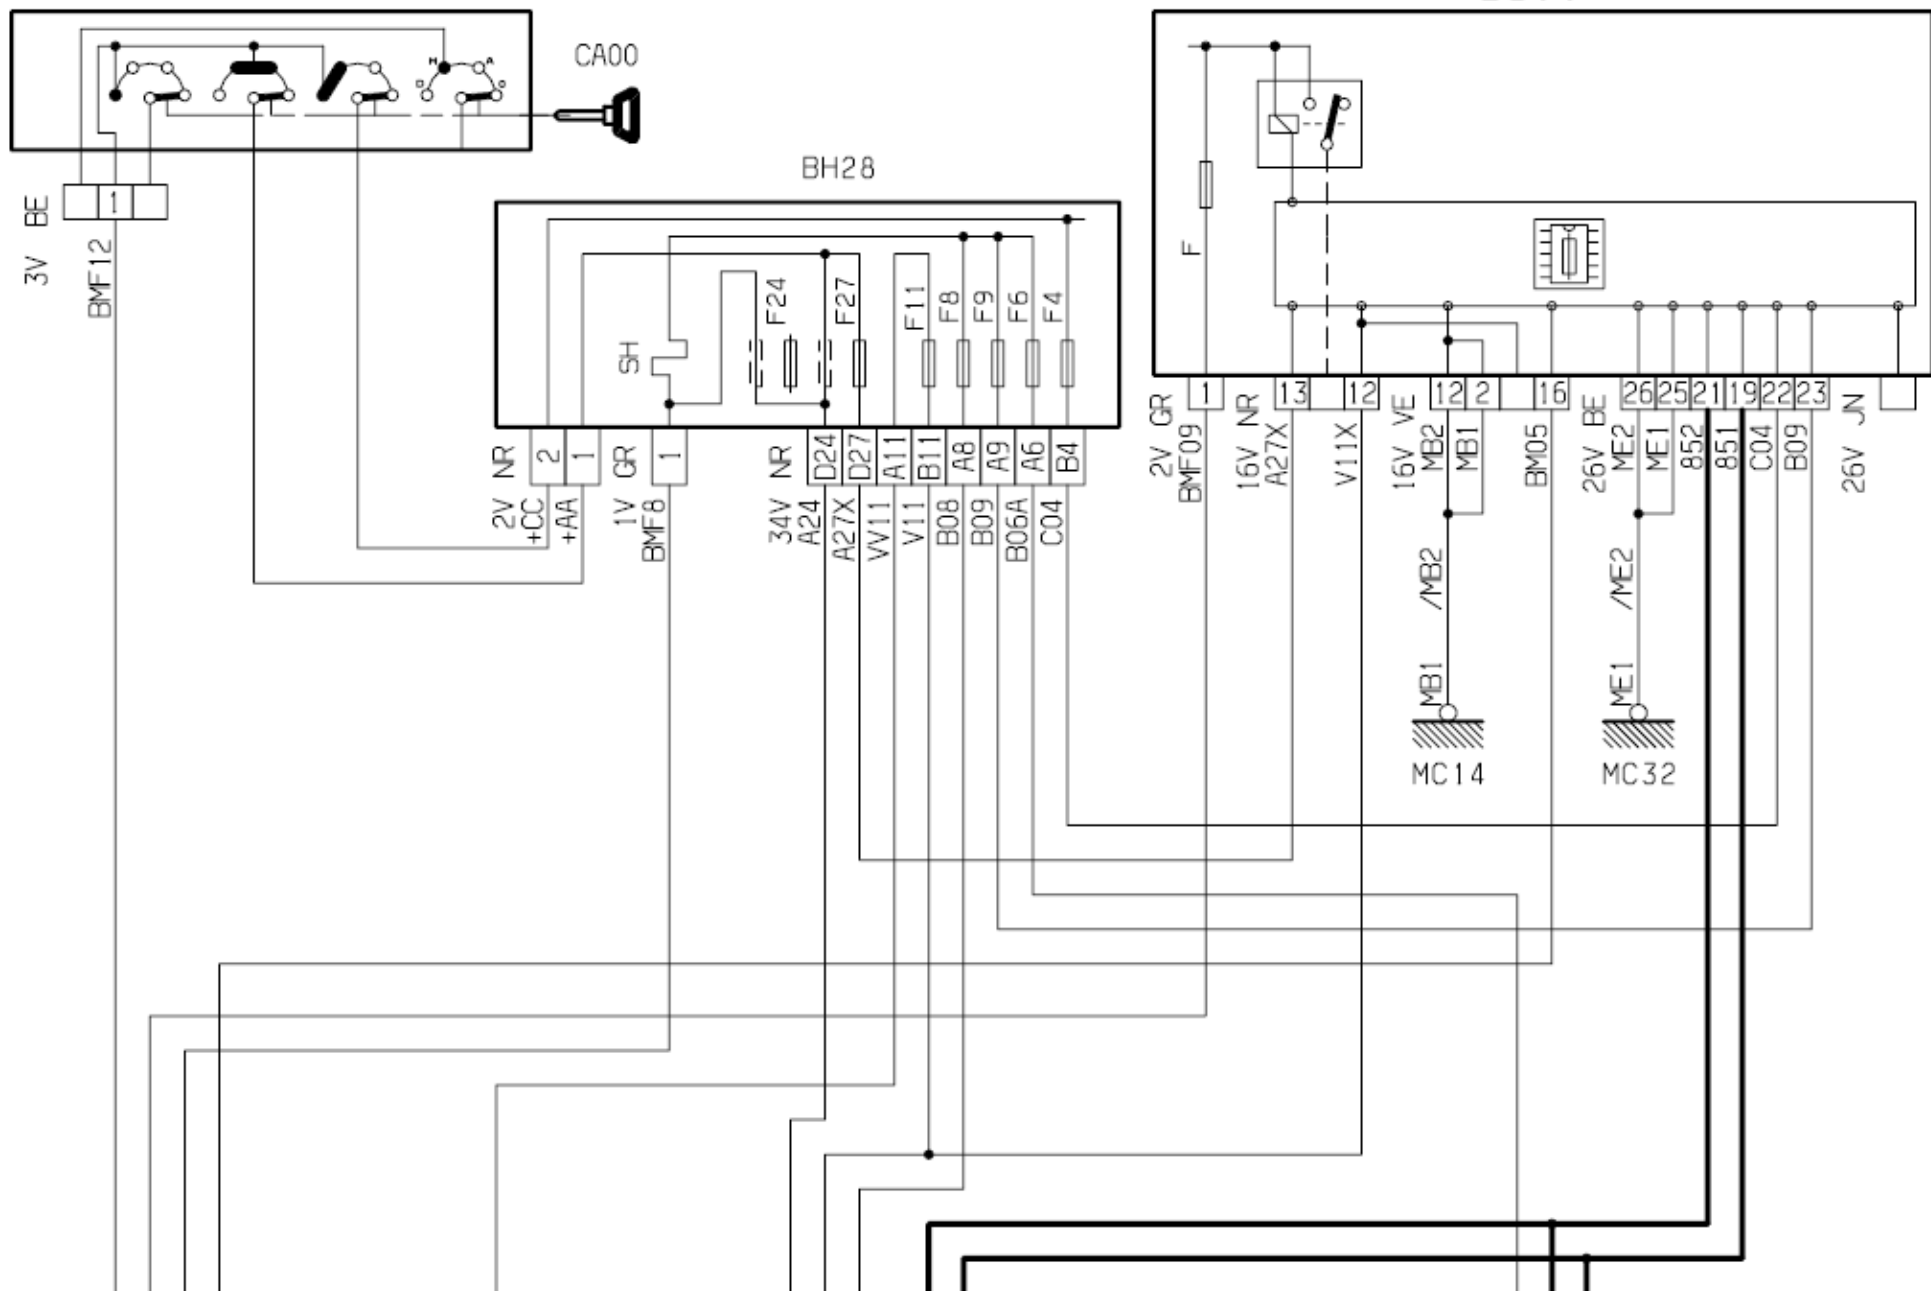 CA00
H
A
D
3V BE
1
BMF12
BH28
SH
F24
F27
F11
F8
F9
F6
F4
2V NR
2
1
+CC
+AA
1V GR
1
BMF8
34V NR
D24
D27
A11
B11
A8
A9
A6
B4
A24
A27X
VV11
V11
B08
B09
B06A
C04
F
2V GR
1
BMF09
16V NR
13
12
A27X
V11X
16V VE
12
2
16
MB2
MB1
BM05
26V BE
26
25
21
19
22
23
ME2
ME1
852
851
C04
B09
26V JN
/MB2
MB1
MC14
/ME2
ME1
MC32